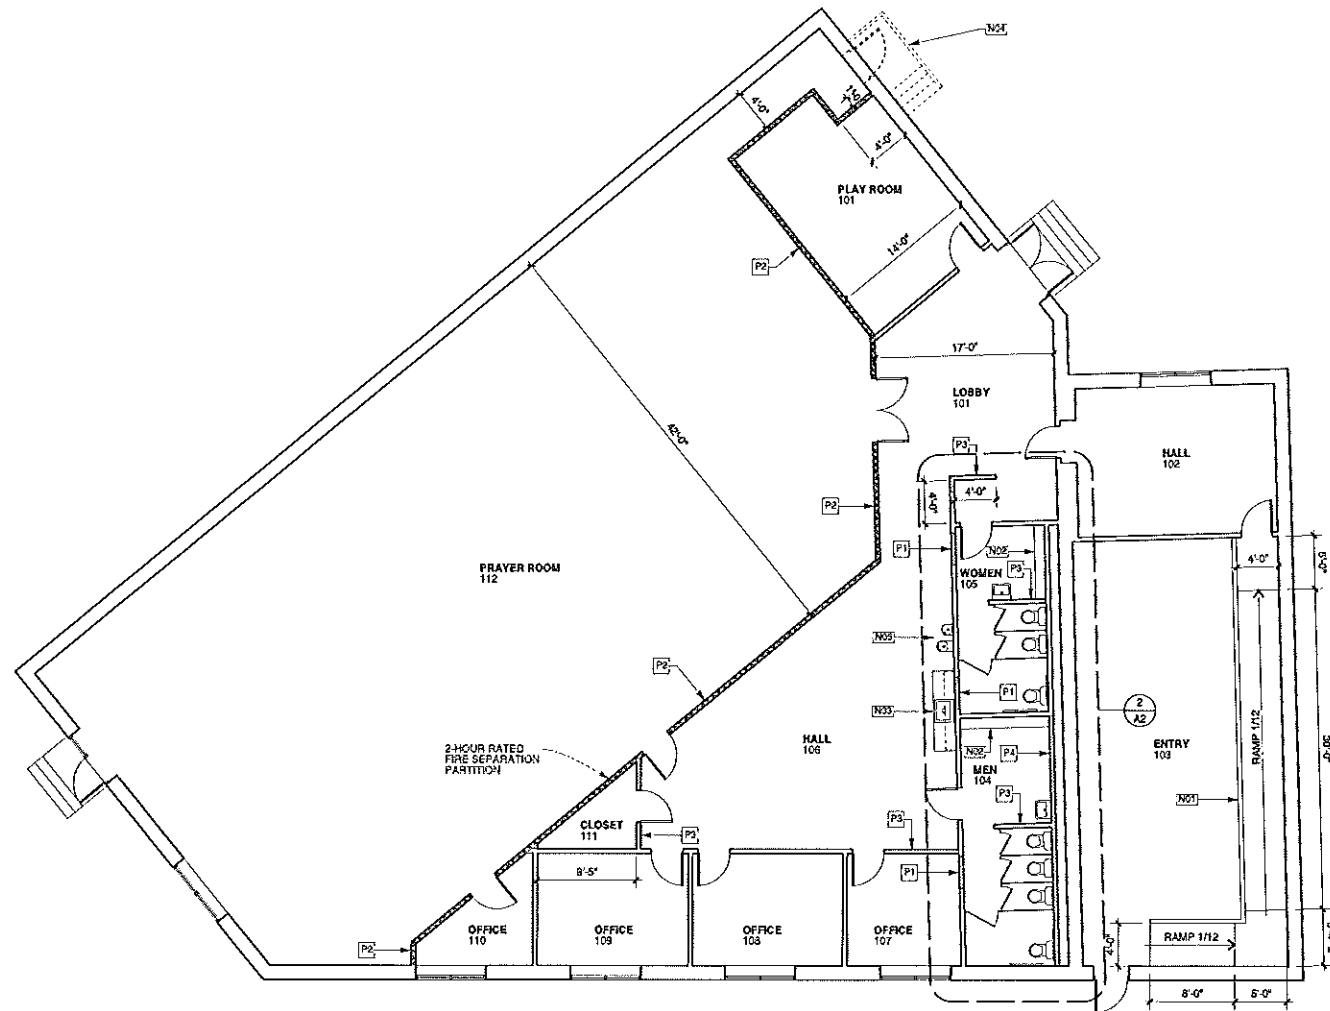 N04
4'-0"
1'-0"
4'-0"
PLAY ROOM
101
14'-0"
P2
17'-0"
LOBBY
101
42'-0"
P3
HALL
102
4'-0"
4'-0"
P2
P1
N02
WOMEN
105
P3
4'-0"
5'-0"
PRAYER ROOM
112
N05
P2
P1
N03
2
A2
2-HOUR RATED
FIRE SEPARATION
PARTITION
HALL
106
N02
P4
MEN
104
ENTRY
103
RAMP 1/12
30'-0"
P3
N01
CLOSET
111
P3
P3
P1
8'-5"
OFFICE
110
OFFICE
109
OFFICE
108
OFFICE
107
P2
4'-0"
RAMP 1/12
8'-0"
5'-0"